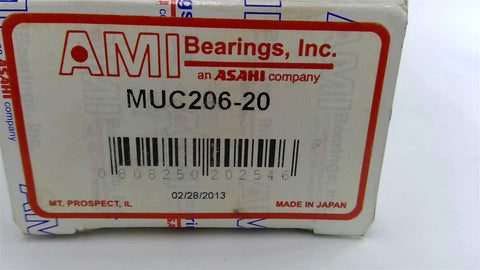 AMI Bearings, Inc.
an ASAHI company
MUC206-20
0 808250 202546
02/28/2013
MT. PROSPECT, IL
MADE IN JAPAN